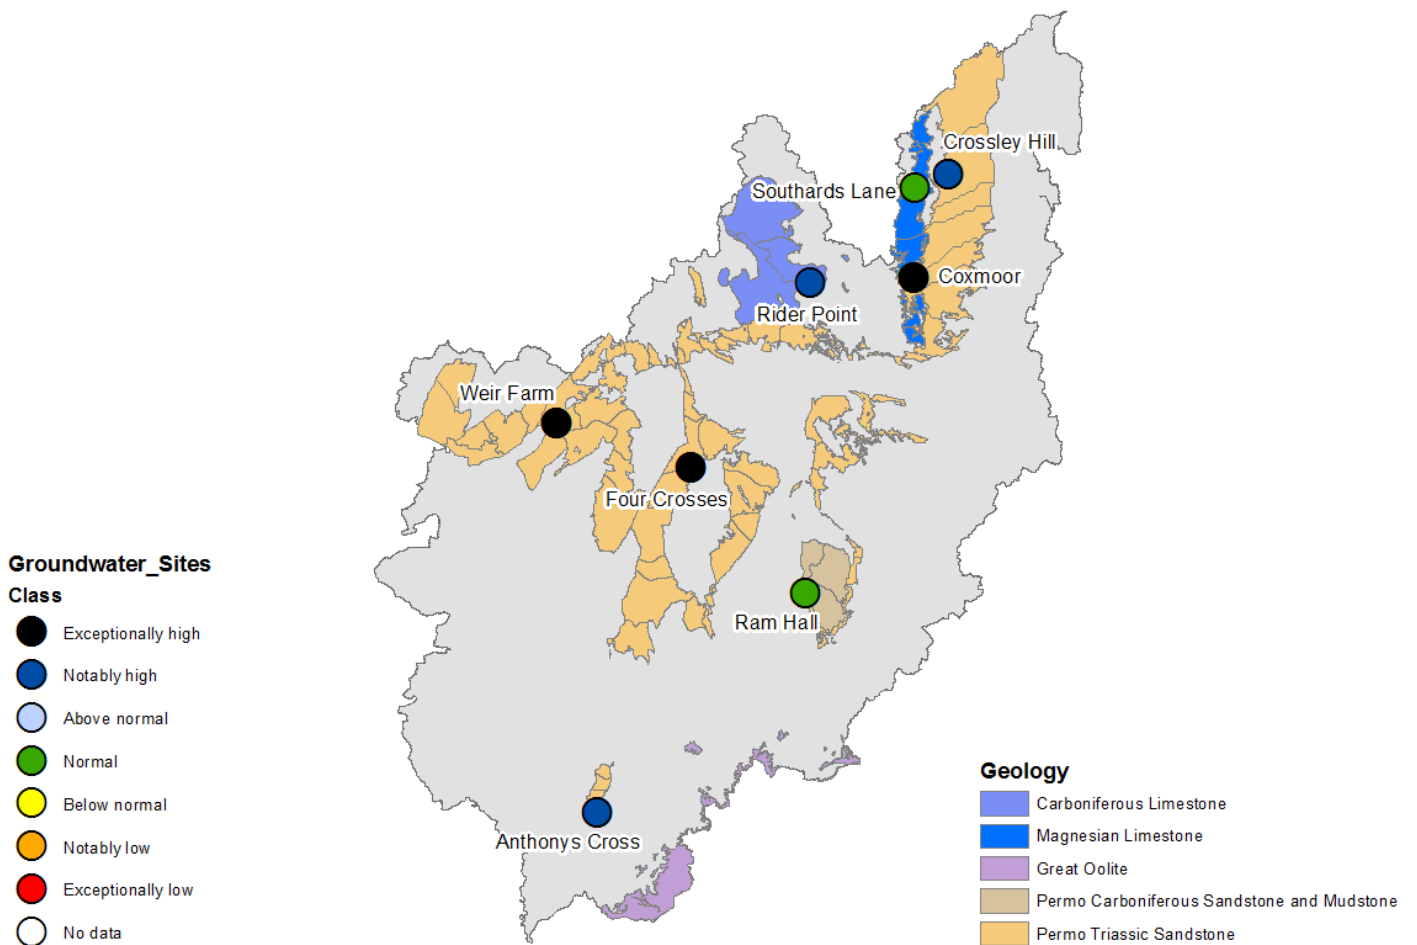 Crossley Hill
Southards Lane
Coxmoor
Rider Point
Weir Farm
Four Crosses
Ram Hall
Anthonys Cross
Groundwater_Sites
Class
Exceptionally high
Notably high
Above normal
Normal
Below normal
Notably low
Exceptionally low
No data
Geology
Carboniferous Limestone
Magnesian Limestone
Great Oolite
Permo Carboniferous Sandstone and Mudstone
Permo Triassic Sandstone